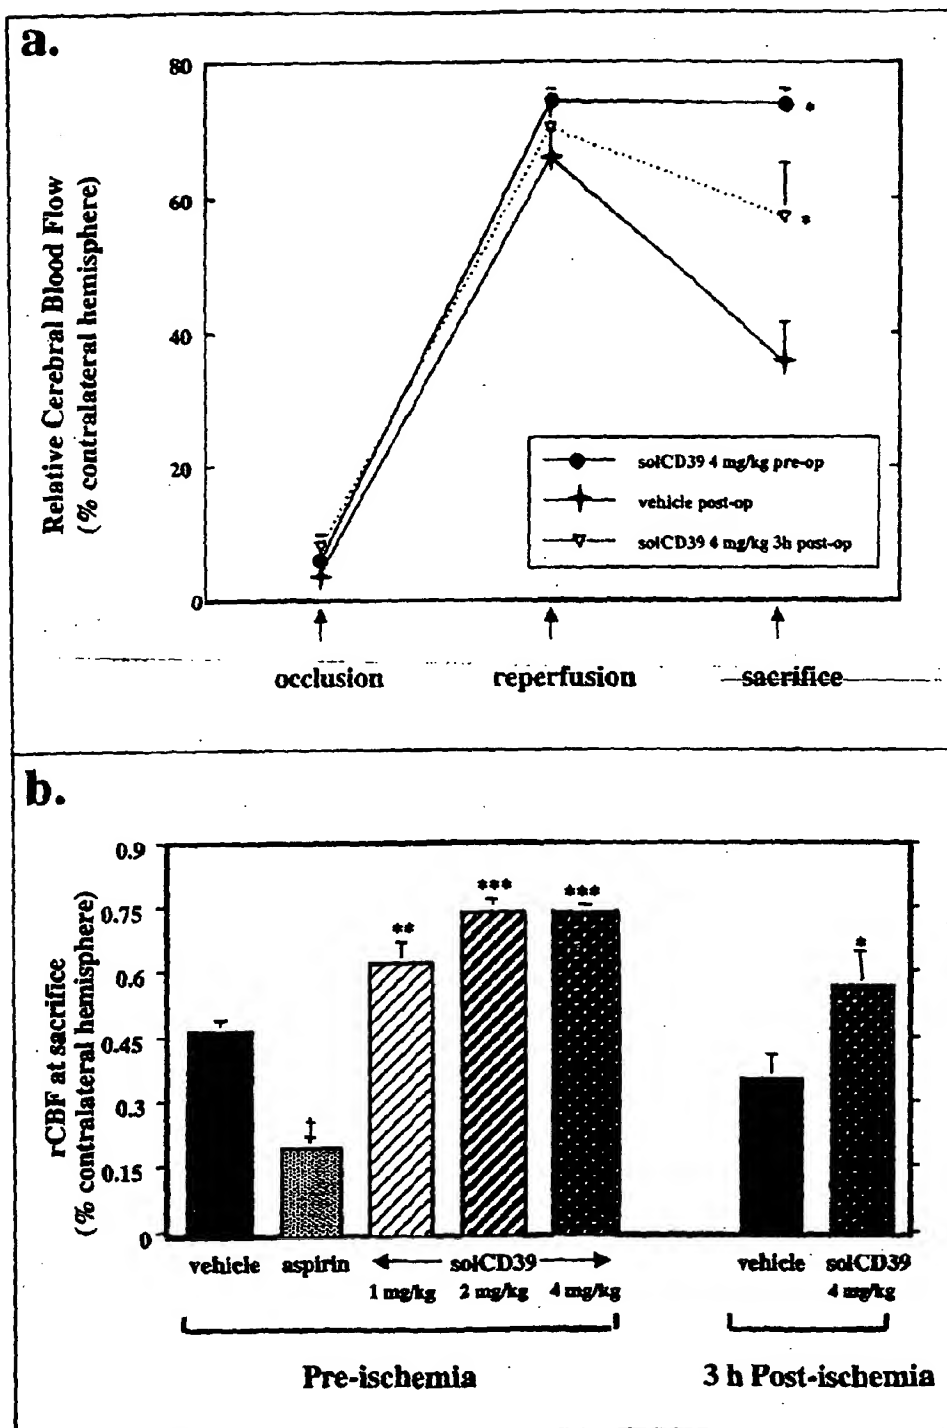 a.
Relative Cerebral Blood Flow
(% contralateral hemisphere)
80
60
40
20
0
solCD39 4 mg/kg pre-op
vehicle post-op
solCD39 4 mg/kg 3h post-op
*
*
occlusion reperfusion sacrifice
b.
rCBF at sacrifice
(% contralateral hemisphere)
0.9
0.75
0.6
0.45
0.3
0.15
0
‡ ** *** *** *
vehicle aspirin solCD39 vehicle solCD39
1 mg/kg 2 mg/kg 4 mg/kg 4 mg/kg
Pre-ischemia 3 h Post-ischemia